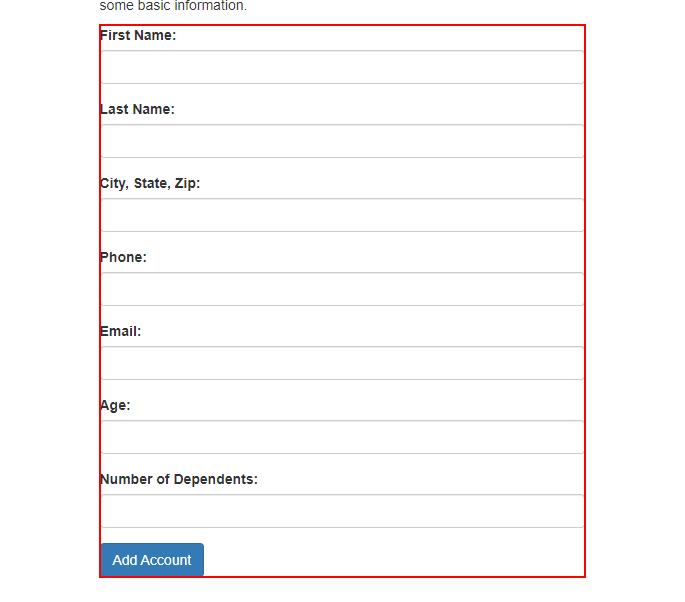 some basic information.
First Name:
Last Name:
City, State, Zip:
Phone:
Email:
Age:
Number of Dependents:
Add Account